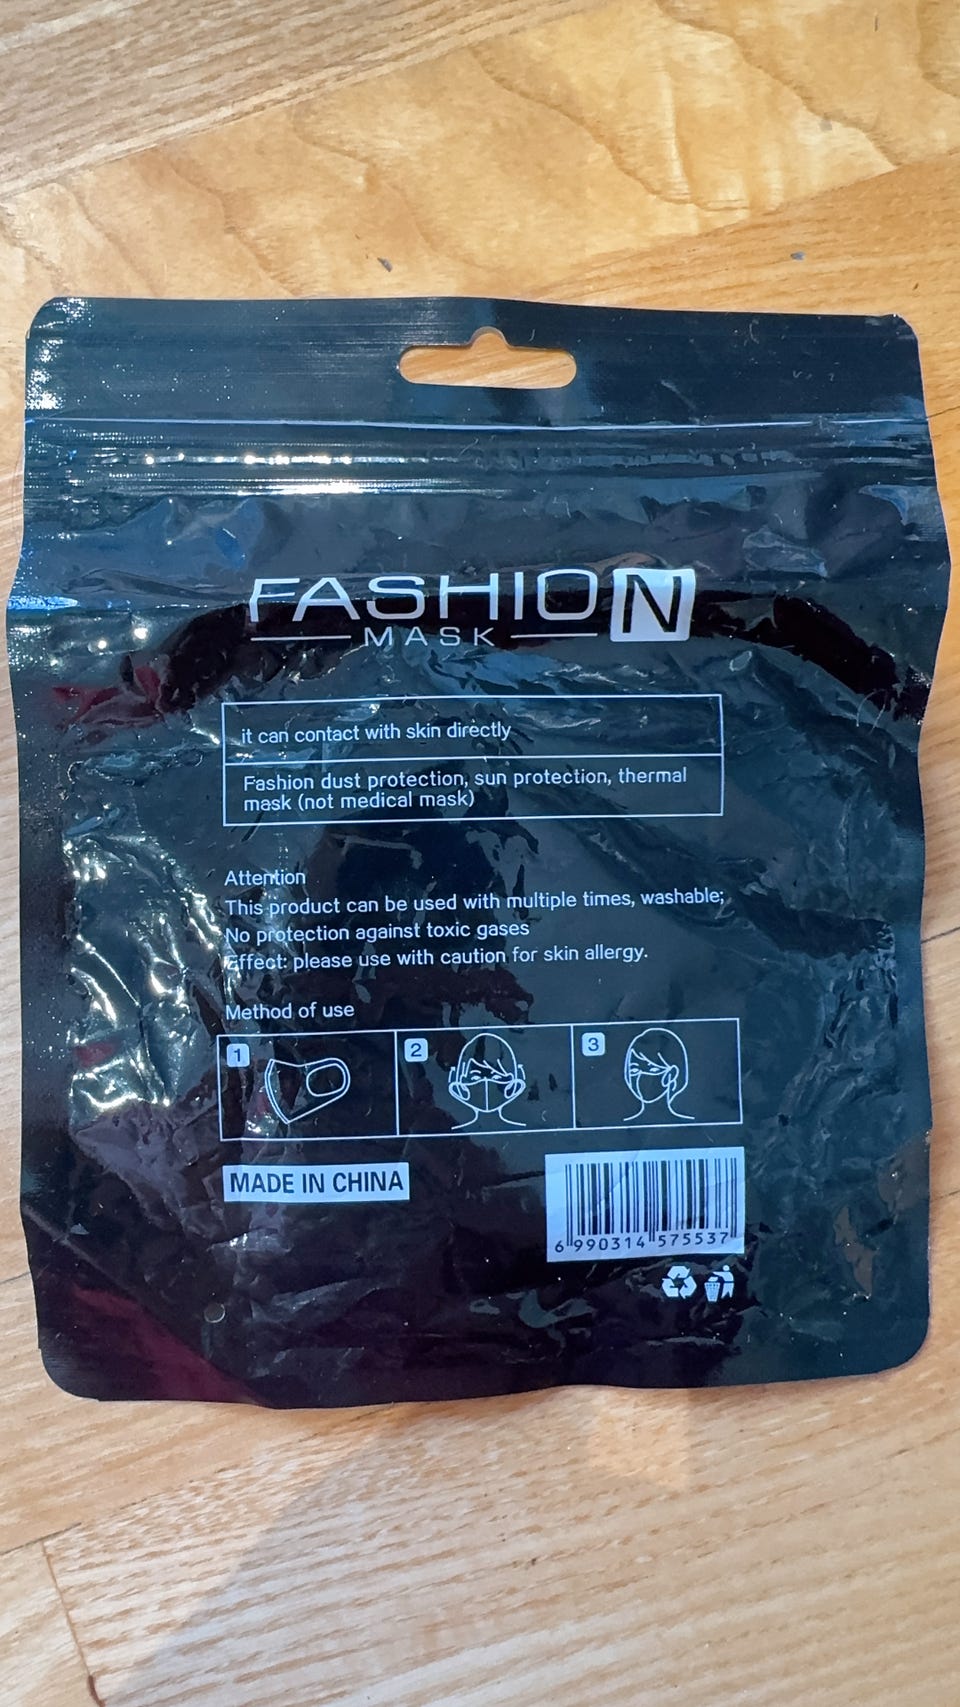 FASHION
MASK
it can contact with skin directly
Fashion dust protection, sun protection, thermal
mask (not medical mask)
Attention
This product can be used with multiple times, washable;
No protection against toxic gases
Effect: please use with caution for skin allergy.
Method of use
1 2 3
MADE IN CHINA
6 990314 575537